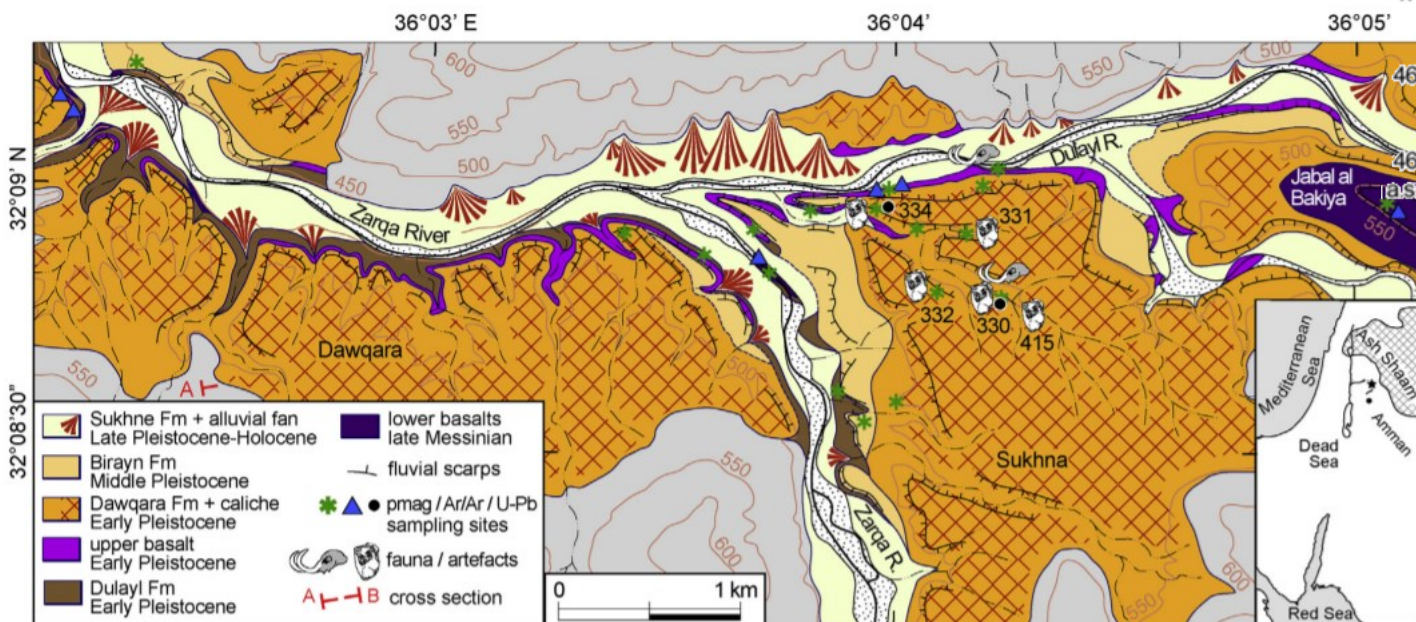 36°03' E
36°04'
36°05'
32°09' N
32°08'30"
600
550
500
450
600
500
550
46
46
a.s
Zarqa River
Dulayl R.
Jabal al
Bakiya
500
550
334
331
332
330
415
Dawqara
500
550
A
Sukhna
Zarqa R.
550
600
550
600
Sukhne Fm + alluvial fan
Late Pleistocene-Holocene
Birayn Fm
Middle Pleistocene
Dawqara Fm + caliche
Early Pleistocene
upper basalt
Early Pleistocene
Dulayl Fm
Early Pleistocene
lower basalts
late Messinian
fluvial scarps
pmag / Ar/Ar / U-Pb
sampling sites
fauna / artefacts
A B cross section
0 1 km
Mediterranean
Sea
Ash Shaam
Amman
Dead
Sea
Red Sea